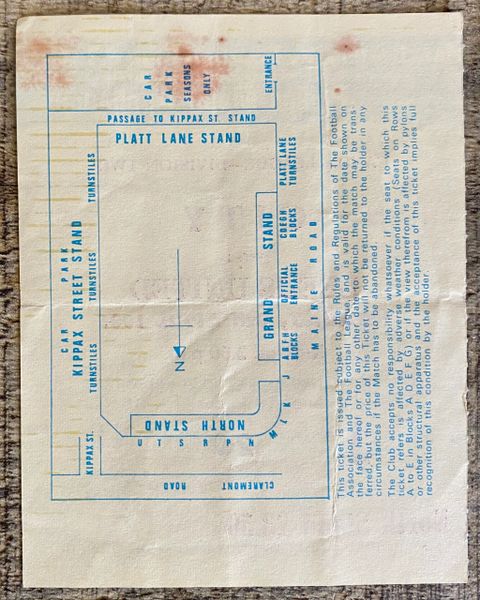 CAR PARK
KIPPAX STREET STAND
TURNSTILES TURNSTILES TURNSTILES
KIPPAX ST.
CAR
PARK
SEASONS
ONLY
ENTRANCE
PASSAGE TO KIPPAX ST. STAND
PLATT LANE STAND
N
NORTH STAND
U T S R P N M L K J
CLAREMONT
ROAD
GRAND STAND
BLOCKS
OFFICIAL
ENTRANCE
BLOCKS
PLATT LANE
TURNSTILES
MAINE ROAD
This ticket is issued subject to the Rules and Regulations of The Football
Association and The Football League and is valid for the date shown on
the face hereof or for any other date to which the match may be trans-
ferred, but the price of this Ticket will not be returned to the holder in any
circumstances if the Match has to be abandoned.
The Club accepts no responsibility whatsoever if the seat to which this
ticket refers is affected by adverse weather conditions (Seats on Rows
A to E in Blocks A D E F G) or if the view therefrom is affected by pylons
or other structural apparatus and the acceptance of this ticket implies full
recognition of this condition by the holder.